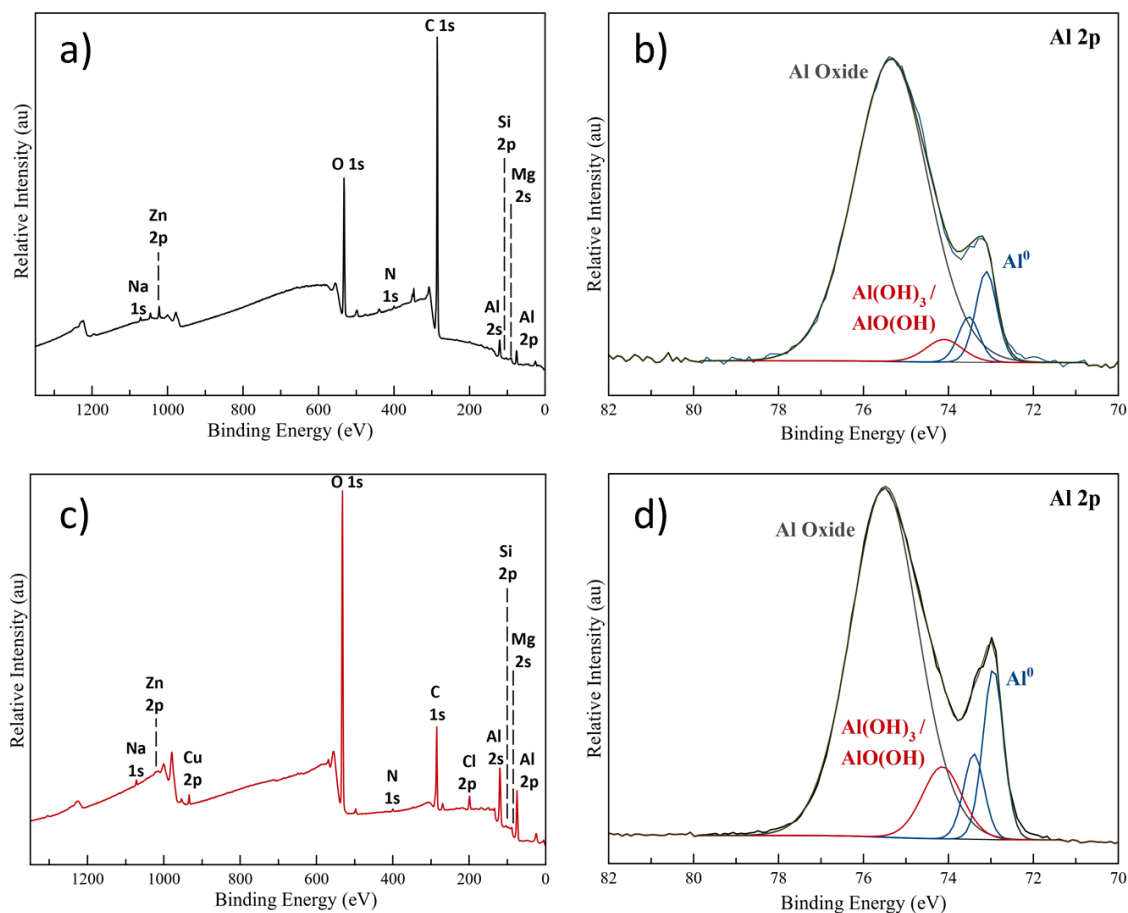 a)
C 1s
O 1s
Si
2p
Mg
2s
Zn
2p
Na
1s
N
1s
Al
2s
Al
2p
Relative Intensity (au)
1200 1000 800 600 400 200 0
Binding Energy (eV)
b)
Al 2p
Al Oxide
Al⁰
Al(OH)₃ /
AlO(OH)
Relative Intensity (au)
82 80 78 76 74 72 70
Binding Energy (eV)
c)
O 1s
Si
2p
Mg
2s
Zn
2p
Na
1s
Cu
2p
C
1s
N
1s
Cl
2p
Al
2s
Al
2p
Relative Intensity (au)
1200 1000 800 600 400 200 0
Binding Energy (eV)
d)
Al 2p
Al Oxide
Al⁰
Al(OH)₃ /
AlO(OH)
Relative Intensity (au)
82 80 78 76 74 72 70
Binding Energy (eV)